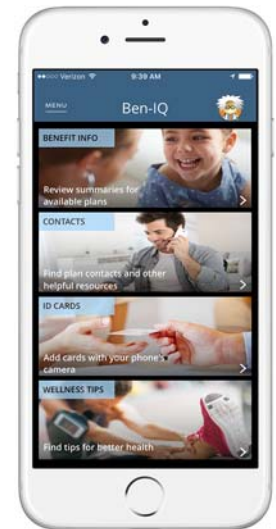 Verizon 9:39 AM
MENU Ben-IQ
BENEFIT INFO
Review summaries for
available plans
CONTACTS
Find plan contacts and other
helpful resources
ID CARDS
Add cards with your phone's
camera
WELLNESS TIPS
Find tips for better health